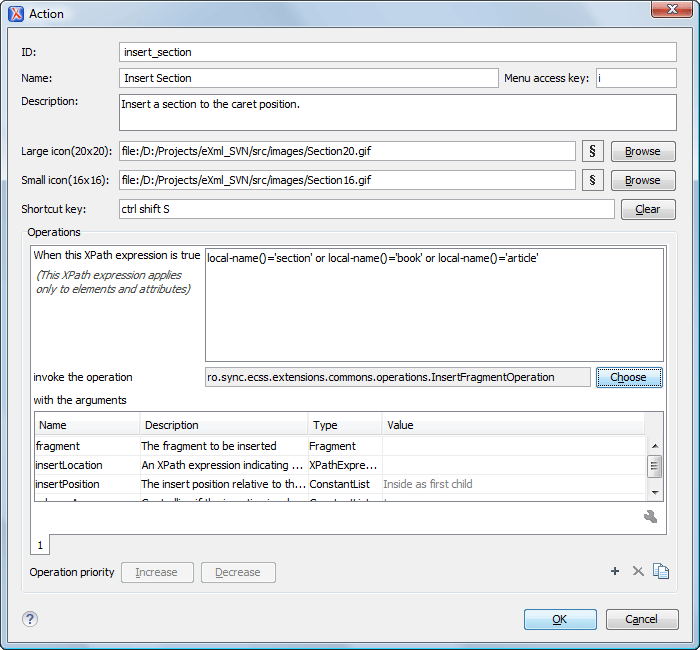 Action
ID: insert_section
Name: Insert Section Menu access key: i
Description: Insert a section to the caret position.
Large icon(20x20): file:/D:/Projects/eXml_SVN/src/images/Section20.gif § Browse
Small icon(16x16): file:/D:/Projects/eXml_SVN/src/images/Section16.gif § Browse
Shortcut key: ctrl shift S Clear
Operations
When this XPath expression is true local-name()='section' or local-name()='book' or local-name()='article'
(This XPath expression applies
only to elements and attributes)
invoke the operation ro.sync.ecss.extensions.commons.operations.InsertFragmentOperation Choose
with the arguments
Name Description Type Value
fragment The fragment to be inserted Fragment
insertLocation An XPath expression indicating ... XPathExpre...
insertPosition The insert position relative to th... ConstantList Inside as first child
1
Operation priority Increase Decrease
? OK Cancel